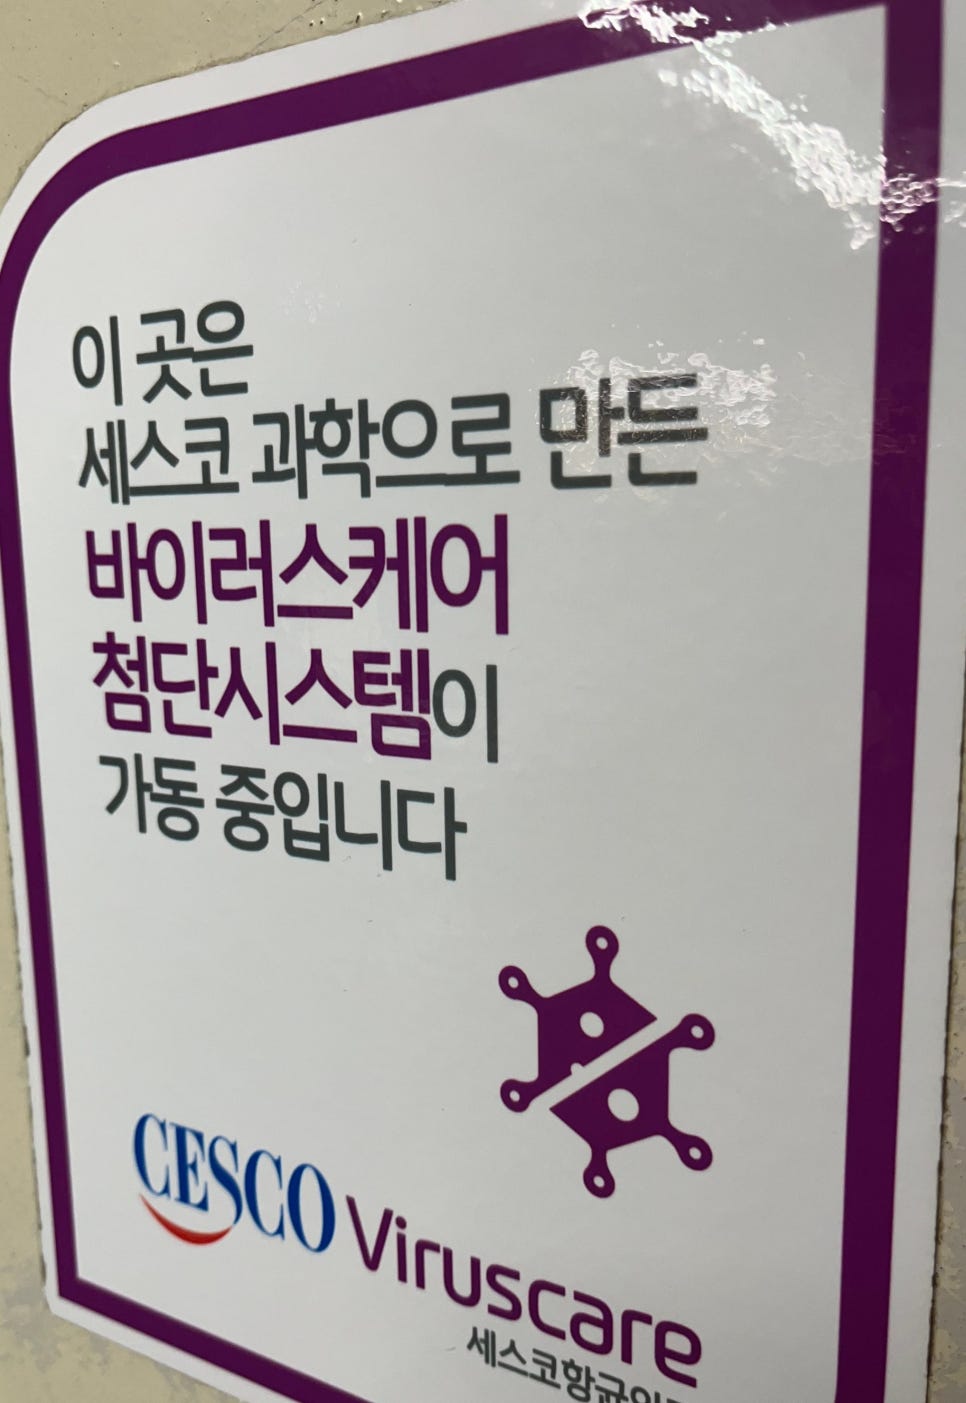 이 곳은
세스코 과학으로 만든
바이러스케어
첨단시스템이
가동 중입니다
CESCO Viruscare